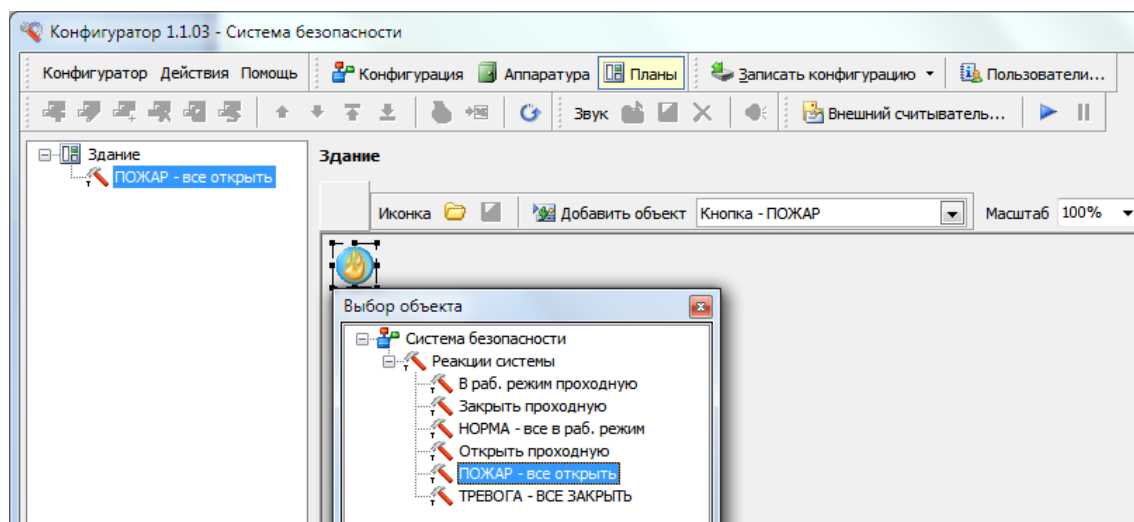 Конфигуратор 1.1.03 - Система безопасности
Конфигуратор Действия Помощь Конфигурация Аппаратура Планы Записать конфигурацию Пользователи...
Звук Внешний считыватель...
Здание
ПОЖАР - все открыть
Здание
Иконка Добавить объект Кнопка - ПОЖАР Масштаб 100%
Выбор объекта
Система безопасности
Реакции системы
В раб. режим проходную
Закрыть проходную
НОРМА - все в раб. режим
Открыть проходную
ПОЖАР - все открыть
ТРЕВОГА - ВСЕ ЗАКРЫТЬ